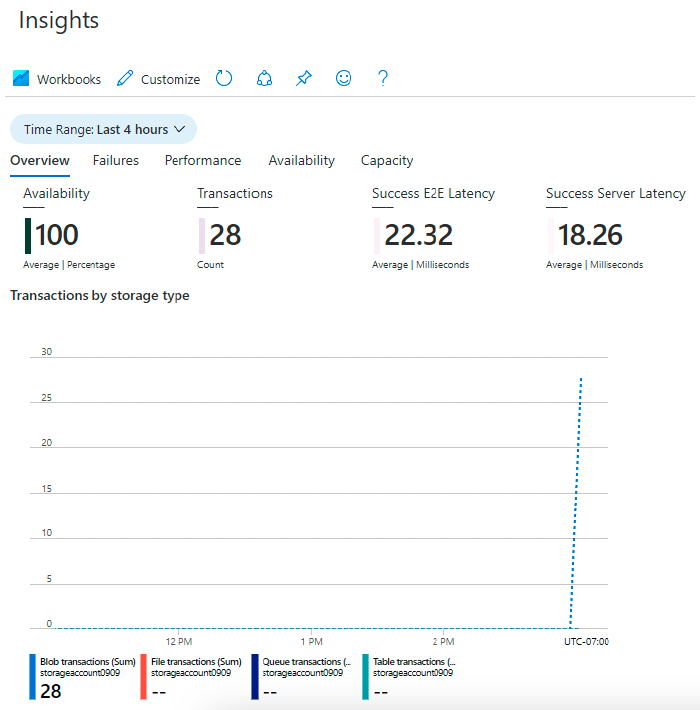 Insights
Workbooks Customize ?
Time Range: Last 4 hours
Overview Failures Performance Availability Capacity
Availability Transactions Success E2E Latency Success Server Latency
100 28 22.32 18.26
Average | Percentage Count Average | Milliseconds Average | Milliseconds
Transactions by storage type
30
25
20
15
10
5
0
12 PM 1 PM 2 PM UTC-07:00
Blob transactions (Sum) File transactions (Sum) Queue transactions (... Table transactions (...
storageaccount0909 storageaccount0909 storageaccount0909 storageaccount0909
28 -- -- --